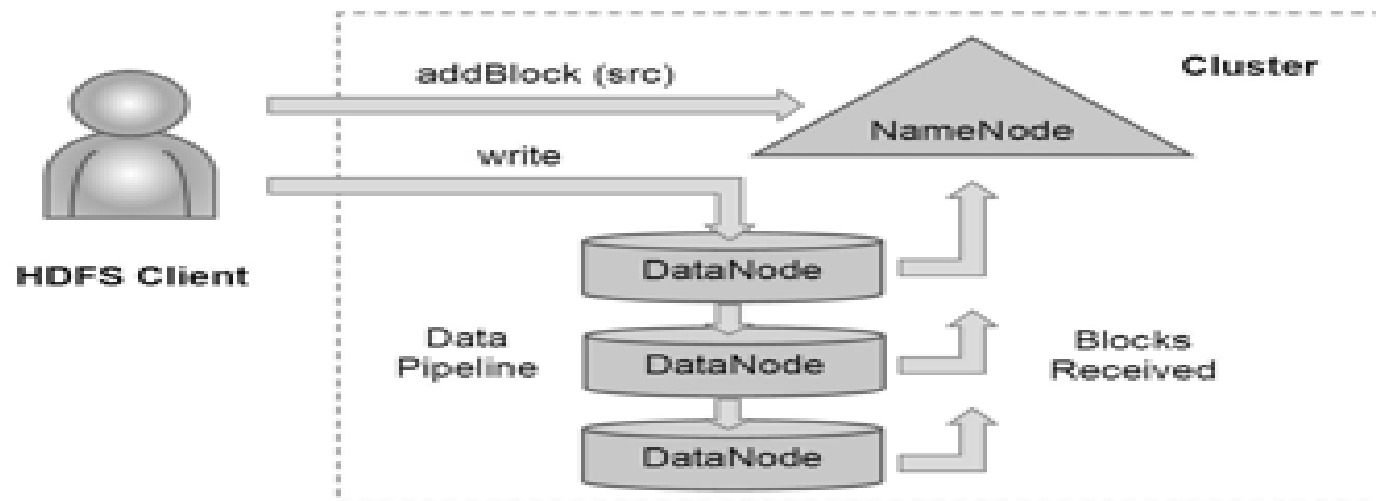 addBlock (src)
Cluster
NameNode
write
HDFS Client
DataNode
Data
Pipeline
DataNode
Blocks
Received
DataNode